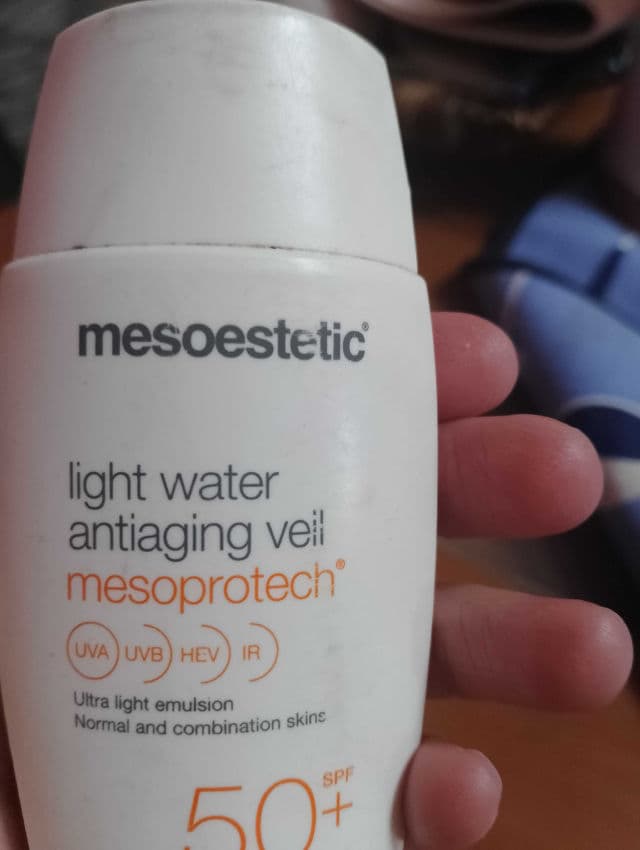 mesoestetic®
light water
antiaging veil
mesoprotech®
UVA UVB HEV IR
Ultra light emulsion
Normal and combination skins
SPF
50+